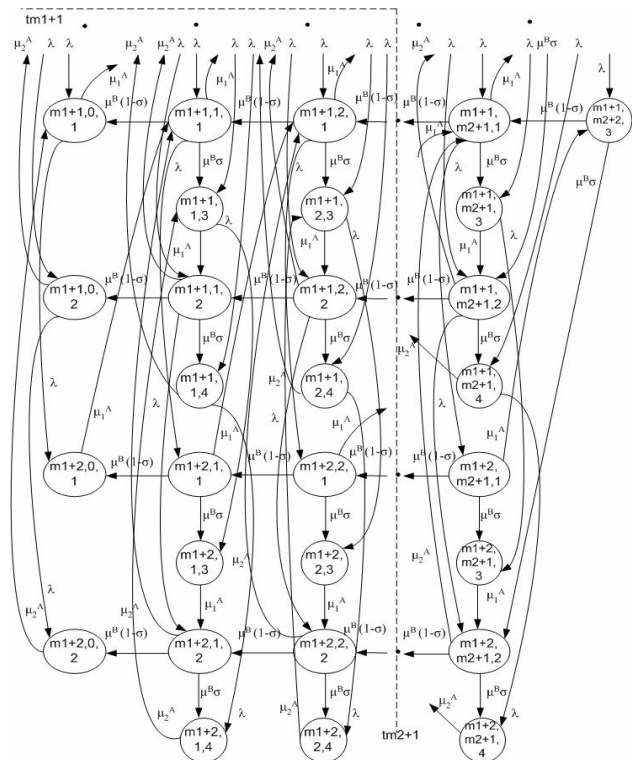 tm1+1
μ₂ᴬ λ λ μ₂ᴬ μ₂ᴬ λ λ λ μ₂ᴬ λ λ λ μ₂ᴬ λ λ μᴮσ λ
μ₁ᴬ μ₁ᴬ μ₁ᴬ μ₁ᴬ λ
m1+1,0,
1
μᴮ(1-σ)
m1+1,1,
1
μᴮ(1-σ)
m1+1,2,
1
μᴮ(1-σ)
μ₁ᴬ
m1+1,
m2+1,1
μᴮ(1-σ)
m1+1,
m2+2,
3
λ μᴮσ λ μᴮσ λ μᴮσ μᴮσ
m1+1,
1,3
λ
m1+1,
2,3
λ
m1+1,
m2+1,
3
λ
μ₁ᴬ μ₁ᴬ μ₁ᴬ
m1+1,0,
2
μᴮ(1-σ)
m1+1,1,
2
μᴮ(1-σ)
m1+1,2,
2
μᴮ(1-σ)
m1+1,
m2+1,2
μᴮσ μᴮσ μᴮσ
λ
m1+1,
1,4
μ₂ᴬ
m1+1,
2,4
μ₂ᴬ
m1+1,
m2+1,
4
λ μ₁ᴬ λ μ₁ᴬ λ μ₁ᴬ λ μ₁ᴬ
m1+2,0,
1
μᴮ(1-σ)
m1+2,1,
1
μᴮ(1-σ)
m1+2,2,
1
μᴮ(1-σ)
m1+2,
m2+1,1
μᴮσ μᴮσ μᴮσ
m1+2,
1,3
μ₂ᴬ
m1+2,
2,3
μ₂ᴬ
m1+2,
m2+1,
3
λ
μ₂ᴬ μ₂ᴬ μ₁ᴬ μ₁ᴬ μ₁ᴬ λ
m1+2,0,
2
μᴮ(1-σ)
m1+2,1,
2
μᴮ(1-σ)
m1+2,2,
2
μᴮ(1-σ)
m1+2,
m2+1,2
μᴮσ μᴮσ μᴮσ
μ₂ᴬ
m1+2,
1,4
λ μ₂ᴬ
m1+2,
2,4
λ
tm2+1
μ₂ᴬ
m1+2,
m2+1,
4
λ